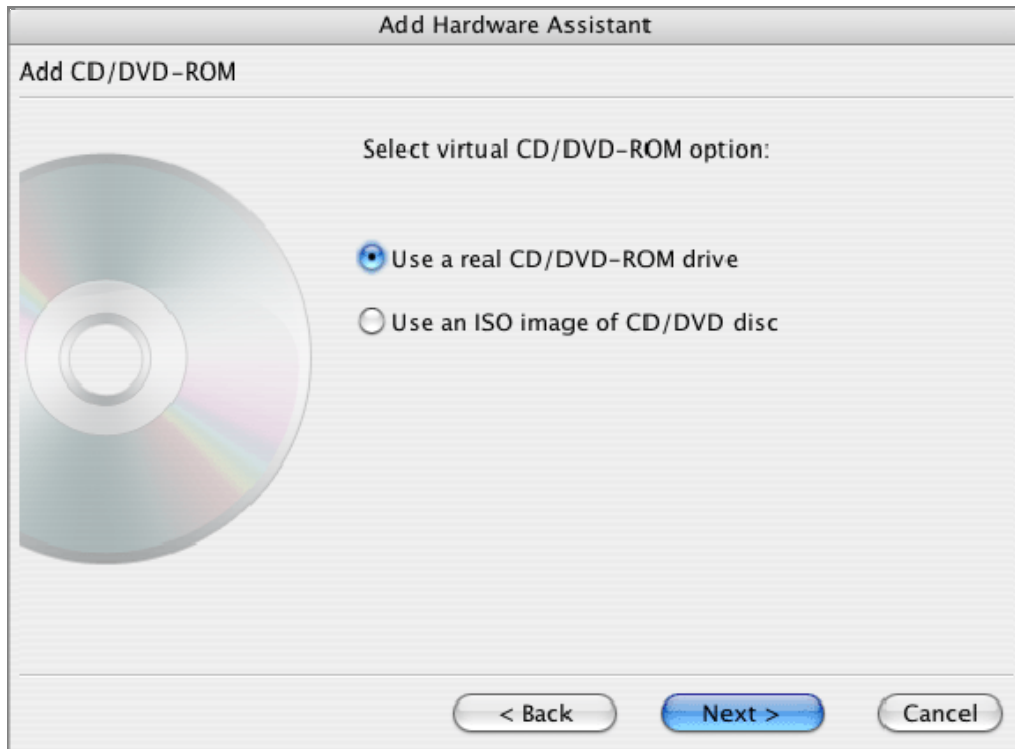 Add Hardware Assistant
Add CD/DVD-ROM
Select virtual CD/DVD-ROM option:
Use a real CD/DVD-ROM drive
Use an ISO image of CD/DVD disc
< Back
Next >
Cancel